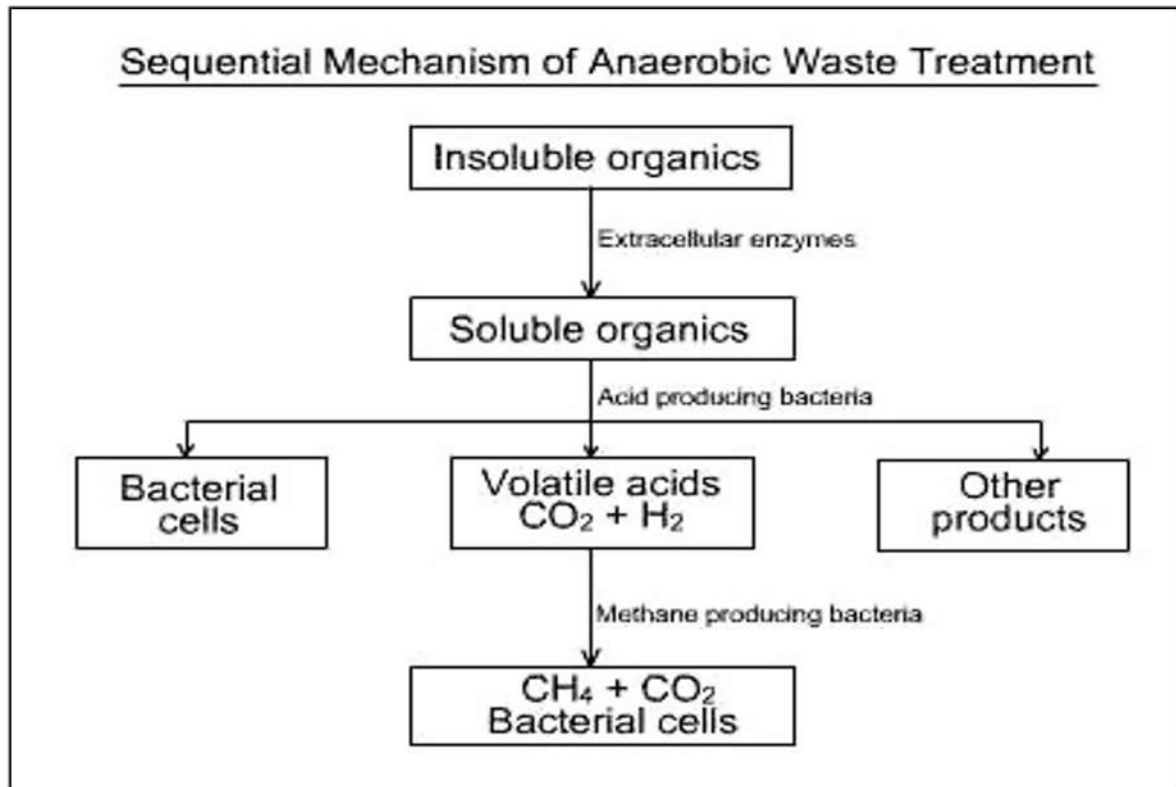 Sequential Mechanism of Anaerobic Waste Treatment
Insoluble organics
Extracellular enzymes
Soluble organics
Acid producing bacteria
Bacterial
cells
Volatile acids
CO₂ + H₂
Other
products
Methane producing bacteria
CH₄ + CO₂
Bacterial cells